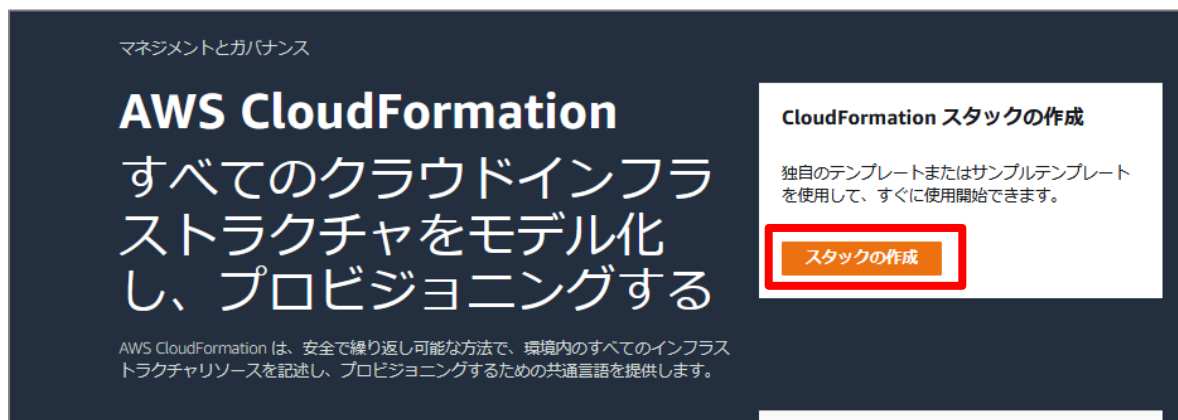 マネジメントとガバナンス
AWS CloudFormation
すべてのクラウドインフラ
ストラクチャをモデル化
し、プロビジョニングする
AWS CloudFormation は、安全で繰り返し可能な方法で、環境内のすべてのインフラス
トラクチャリソースを記述し、プロビジョニングするための共通言語を提供します。
CloudFormation スタックの作成
独自のテンプレートまたはサンプルテンプレート
を使用して、すぐに使用開始できます。
スタックの作成